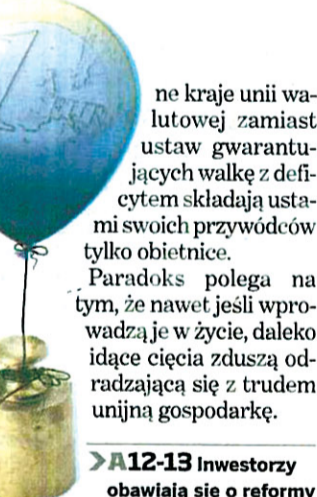 ne kraje unii wa-
lutowej zamiast
ustaw gwarantu-
jących walkę z defi-
cytem składają usta-
mi swoich przywódców
tylko obietnice.
Paradoks polega na
tym, że nawet jeśli wpro-
wadzą je w życie, daleko
idące cięcia zduszą od-
radzającą się z trudem
unijną gospodarkę.
>A12-13 Inwestorzy
obawiają się o reformy